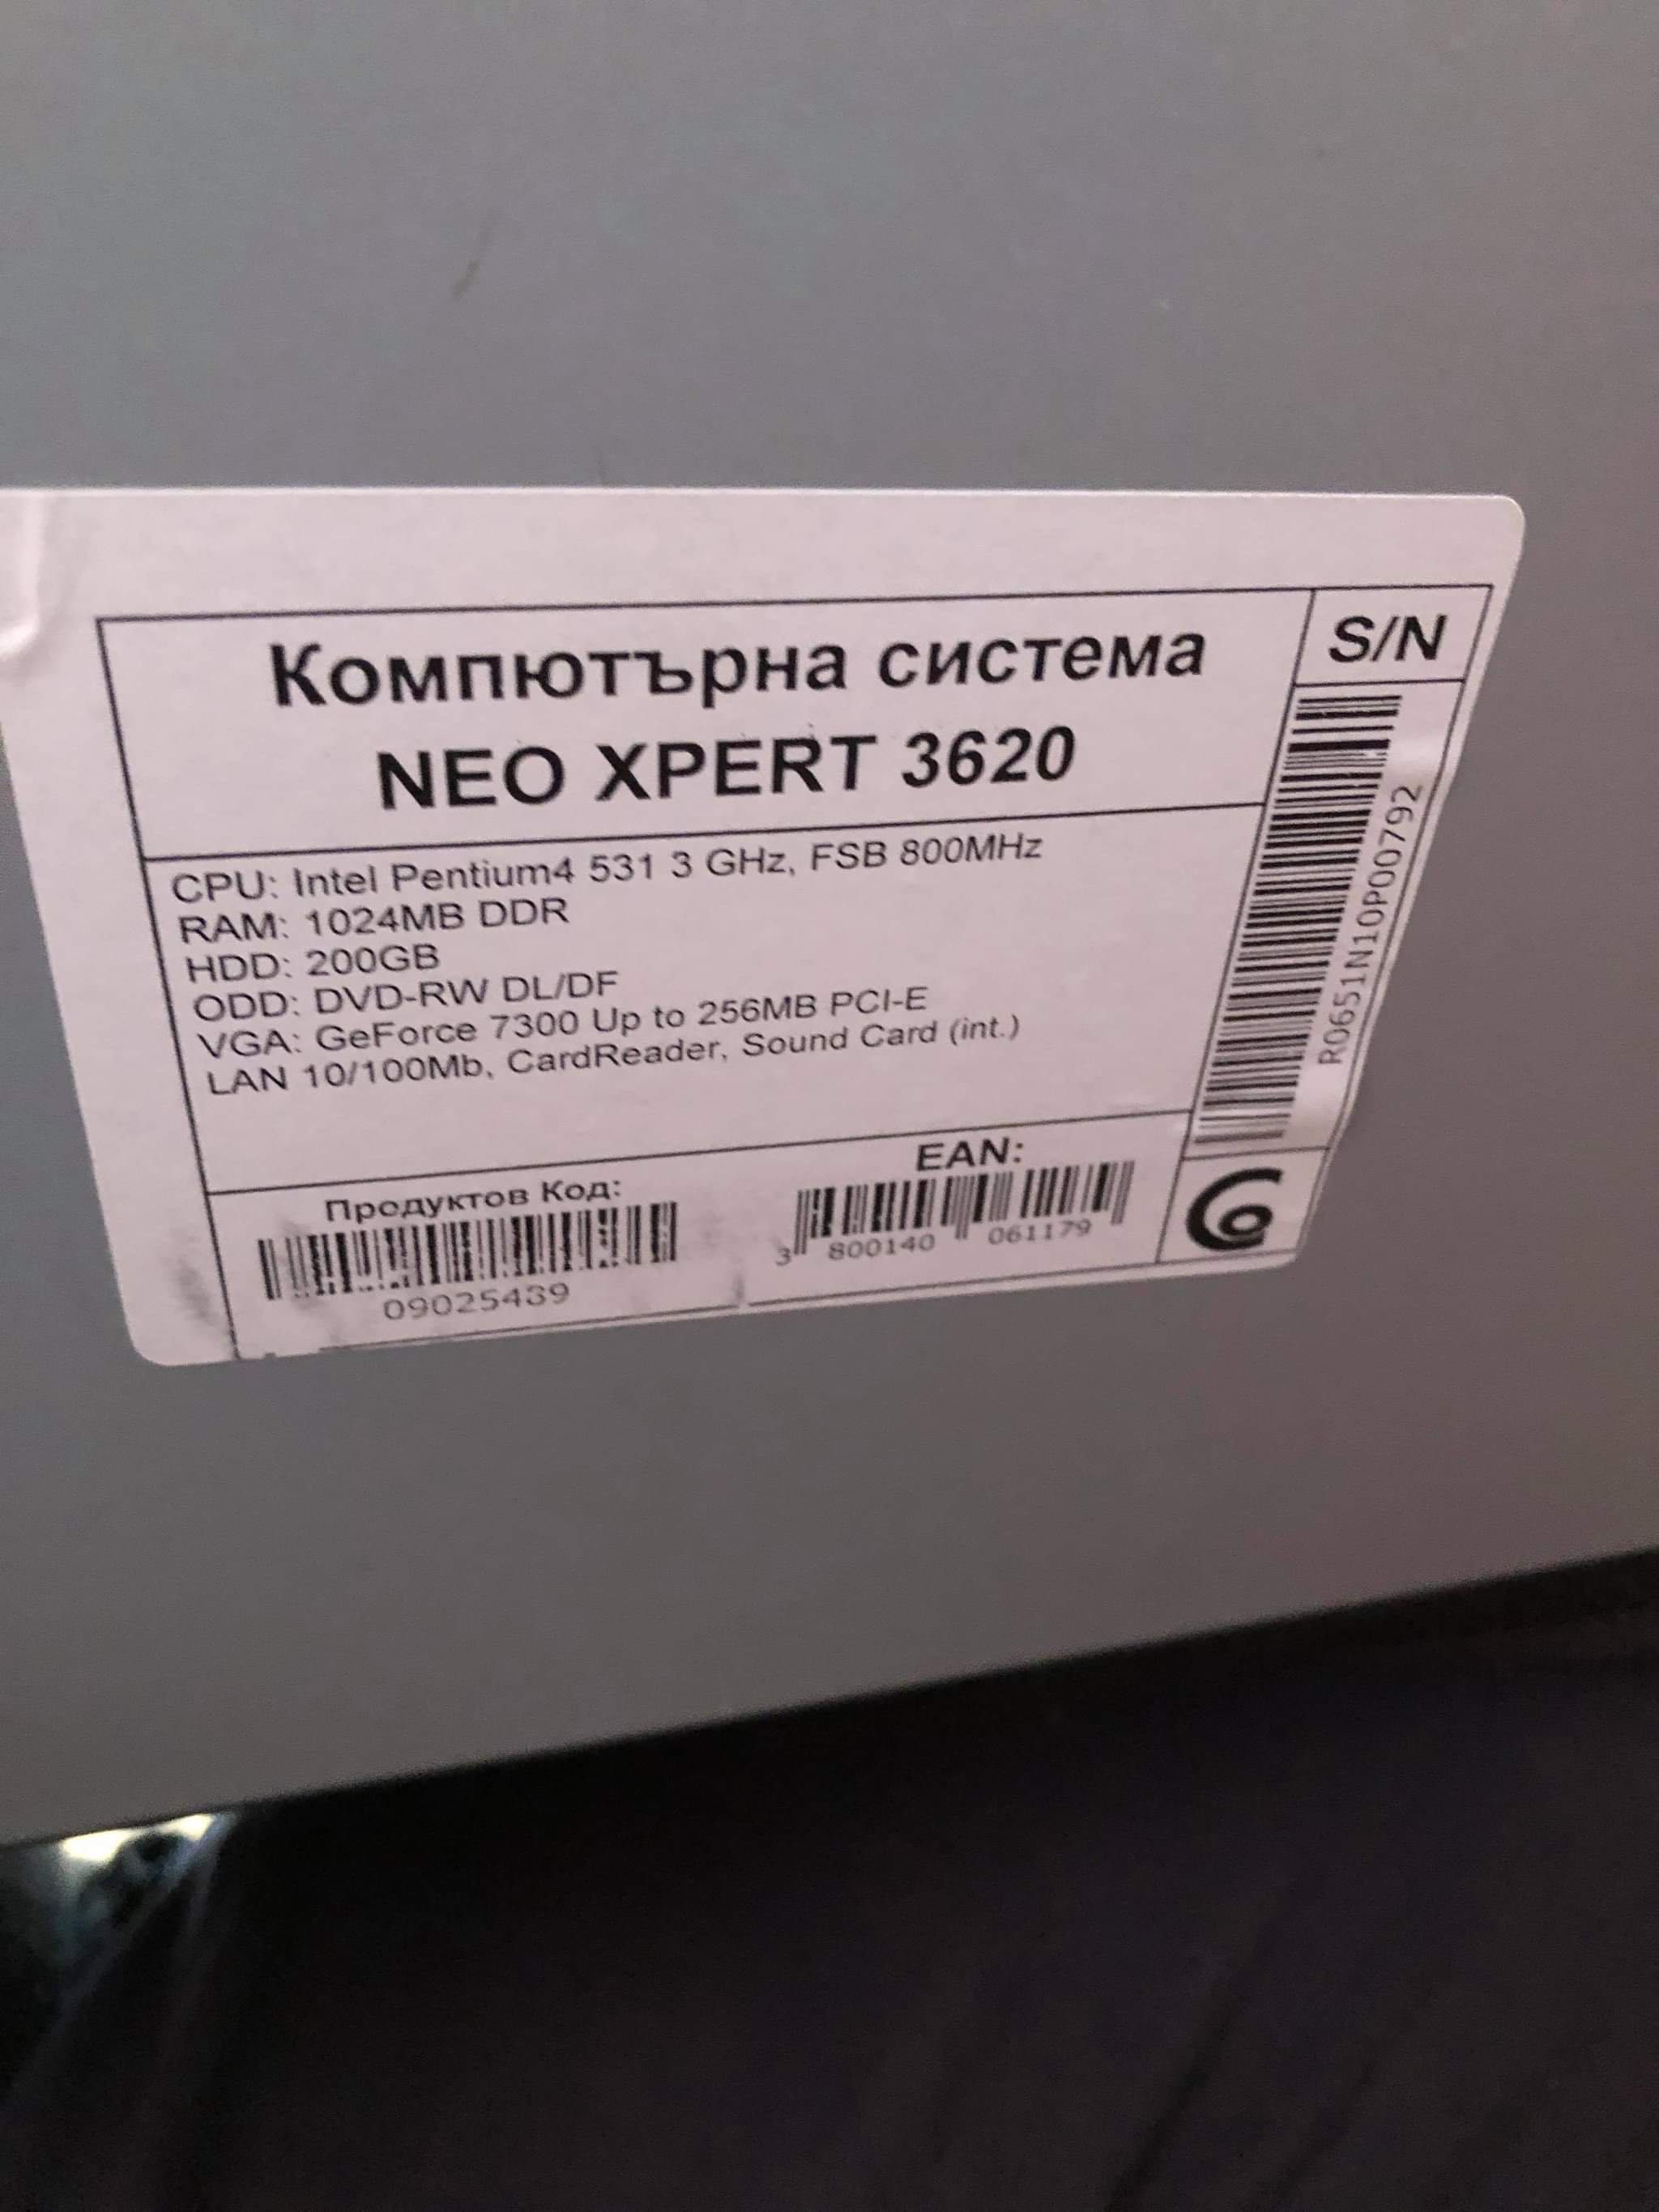 Компютърна система
NEO XPERT 3620
S/N
CPU: Intel Pentium4 531 3 GHz, FSB 800MHz
RAM: 1024MB DDR
HDD: 200GB
ODD: DVD-RW DL/DF
VGA: GeForce 7300 Up to 256MB PCI-E
LAN 10/100Mb, CardReader, Sound Card (int.)
R0651N10P00792
Продуктов Код:
09025439
EAN:
3 800140 061179